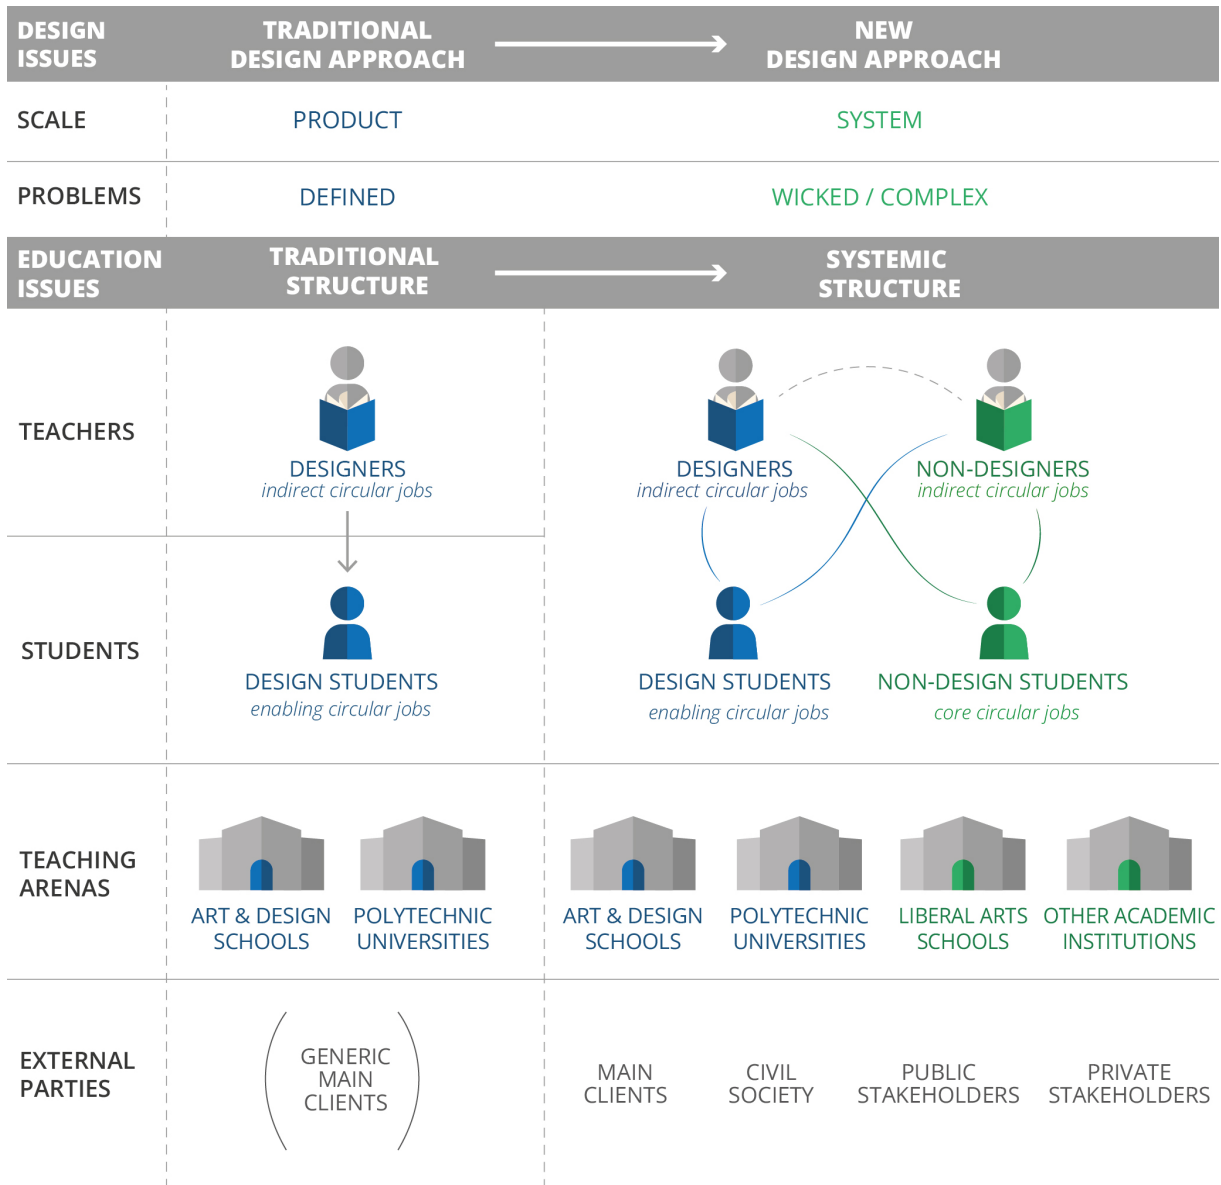 DESIGN
ISSUES
TRADITIONAL
DESIGN APPROACH
NEW
DESIGN APPROACH
SCALE
PRODUCT
SYSTEM
PROBLEMS
DEFINED
WICKED / COMPLEX
EDUCATION
ISSUES
TRADITIONAL
STRUCTURE
SYSTEMIC
STRUCTURE
TEACHERS
DESIGNERS
indirect circular jobs
DESIGNERS
indirect circular jobs
NON-DESIGNERS
indirect circular jobs
STUDENTS
DESIGN STUDENTS
enabling circular jobs
DESIGN STUDENTS
enabling circular jobs
NON-DESIGN STUDENTS
core circular jobs
TEACHING
ARENAS
ART & DESIGN
SCHOOLS
POLYTECHNIC
UNIVERSITIES
ART & DESIGN
SCHOOLS
POLYTECHNIC
UNIVERSITIES
LIBERAL ARTS
SCHOOLS
OTHER ACADEMIC
INSTITUTIONS
EXTERNAL
PARTIES
GENERIC
MAIN
CLIENTS
MAIN
CLIENTS
CIVIL
SOCIETY
PUBLIC
STAKEHOLDERS
PRIVATE
STAKEHOLDERS